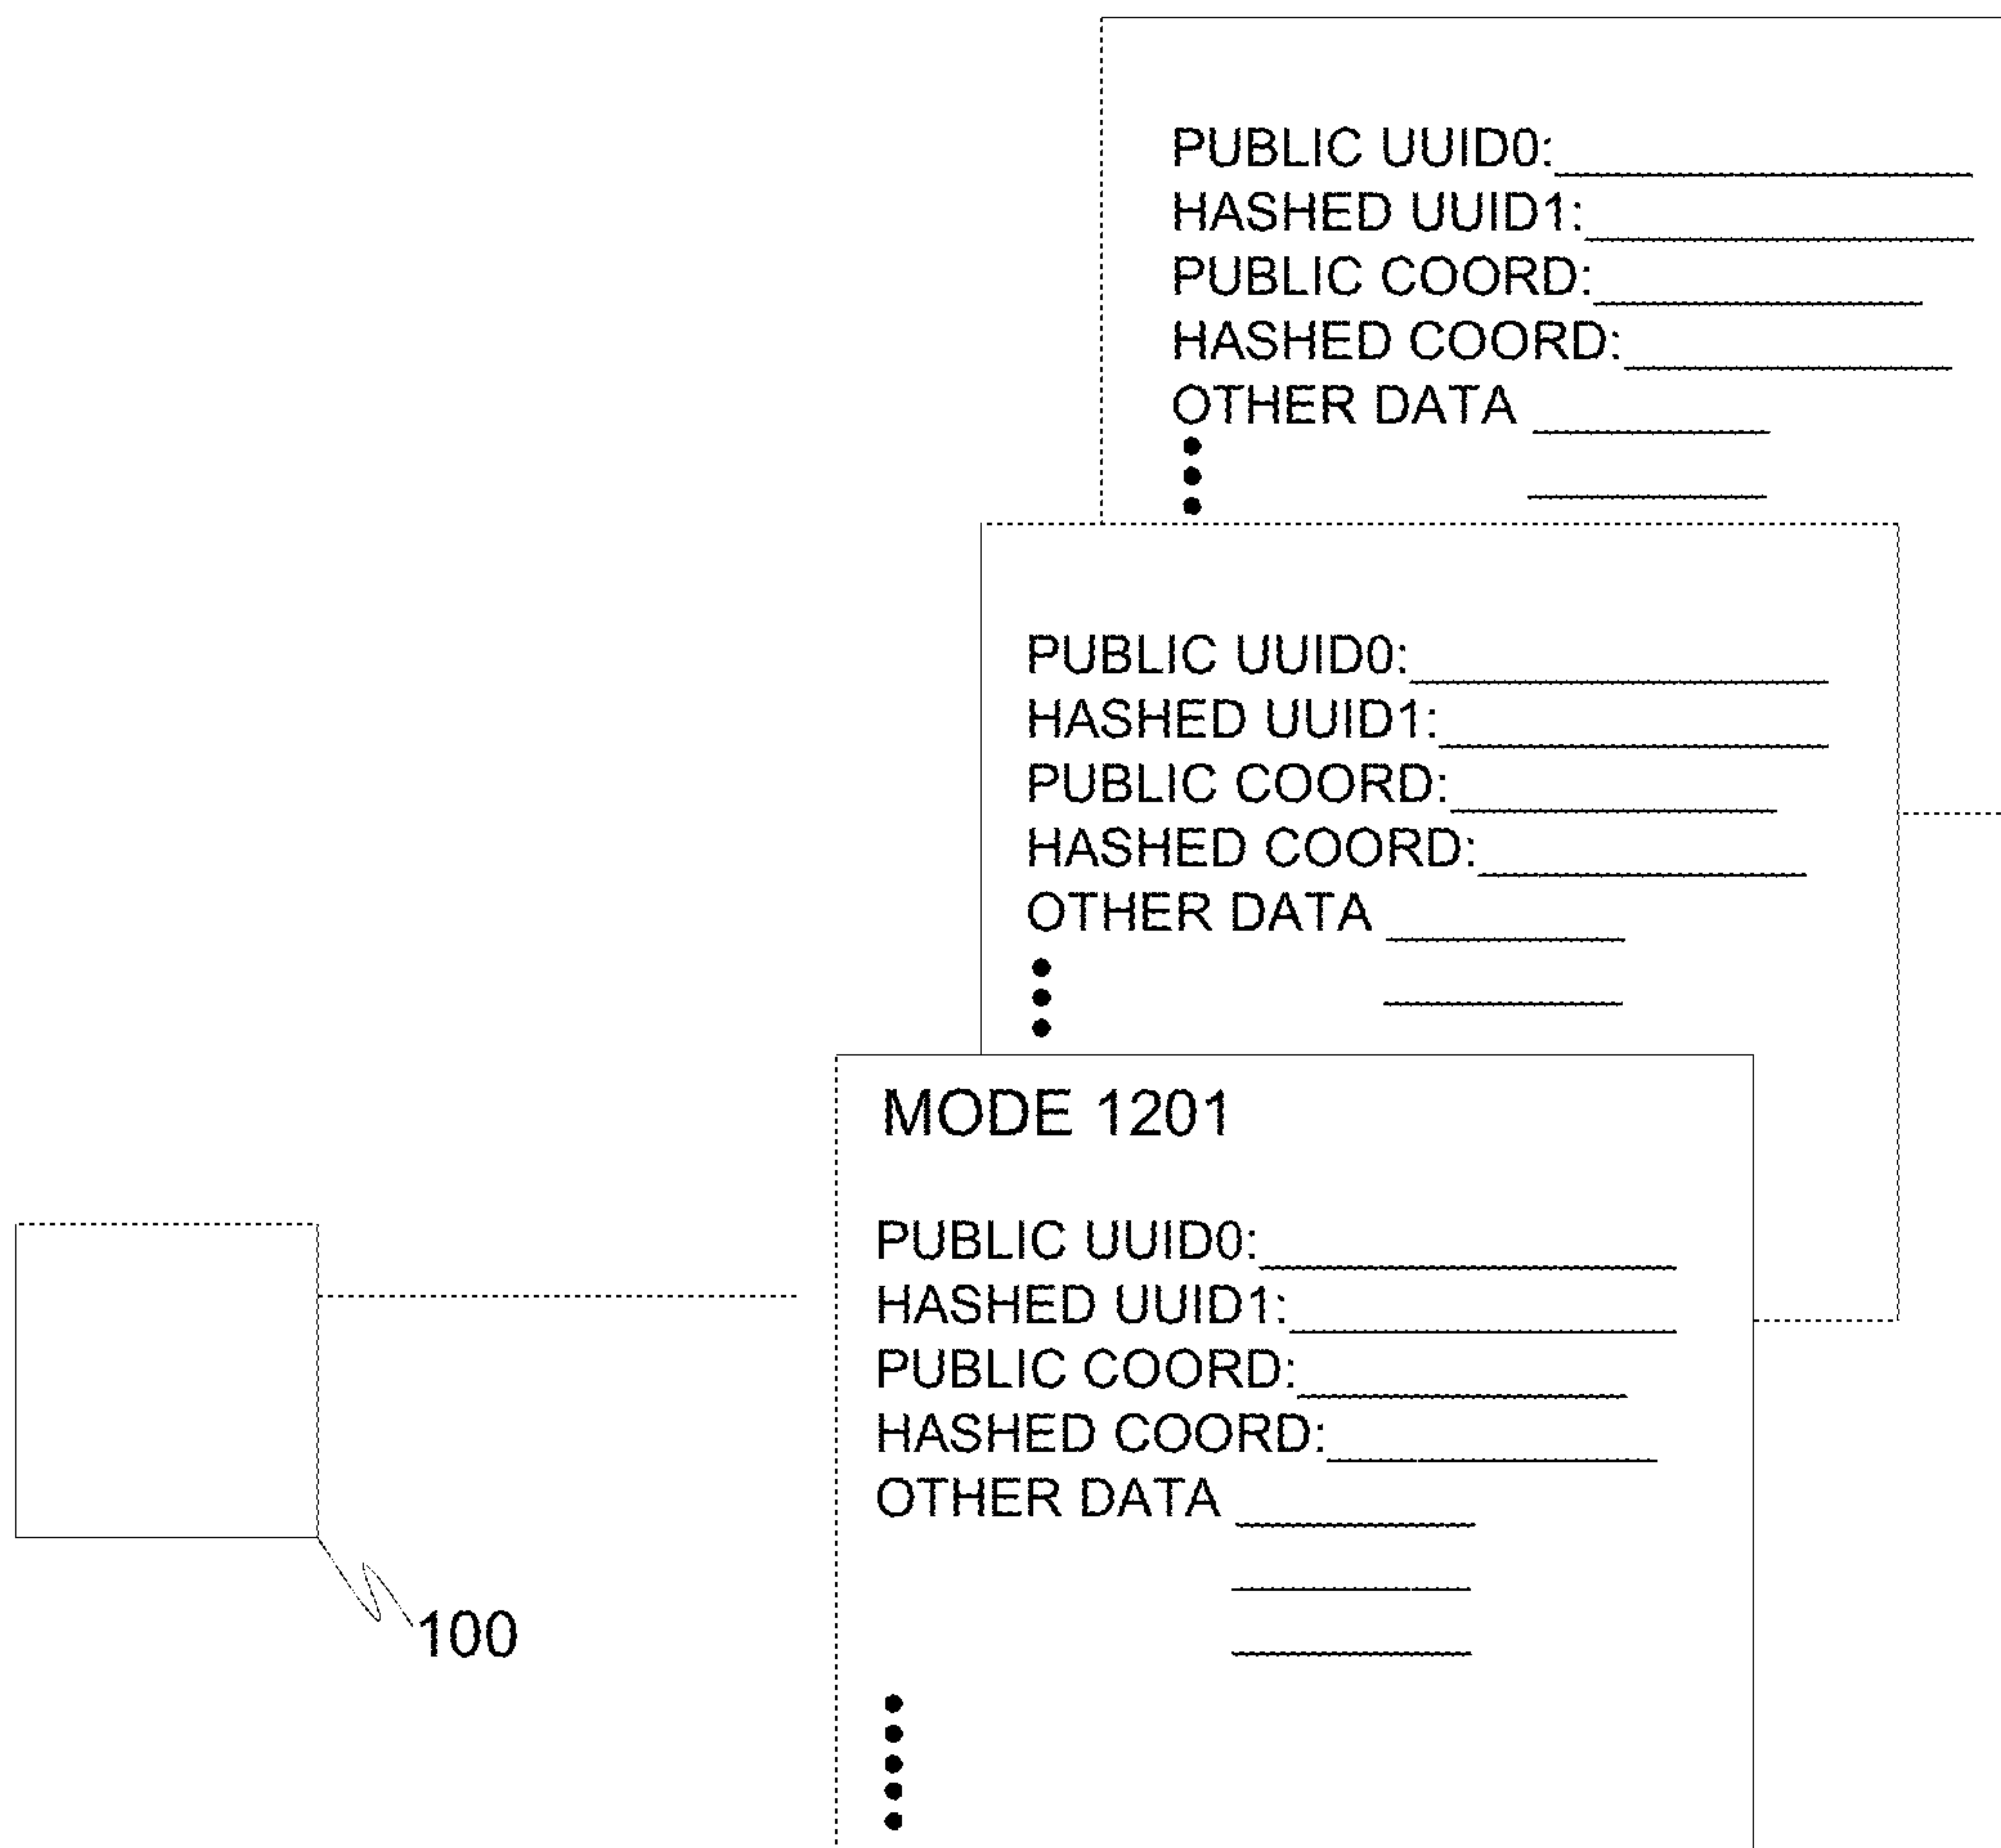 PUBLIC UUID0:
HASHED UUID1:
PUBLIC COORD:
HASHED COORD:
OTHER DATA
PUBLIC UUID0:
HASHED UUID1:
PUBLIC COORD:
HASHED COORD:
OTHER DATA
MODE 1201
PUBLIC UUID0:
HASHED UUID1:
PUBLIC COORD:
HASHED COORD:
OTHER DATA
100